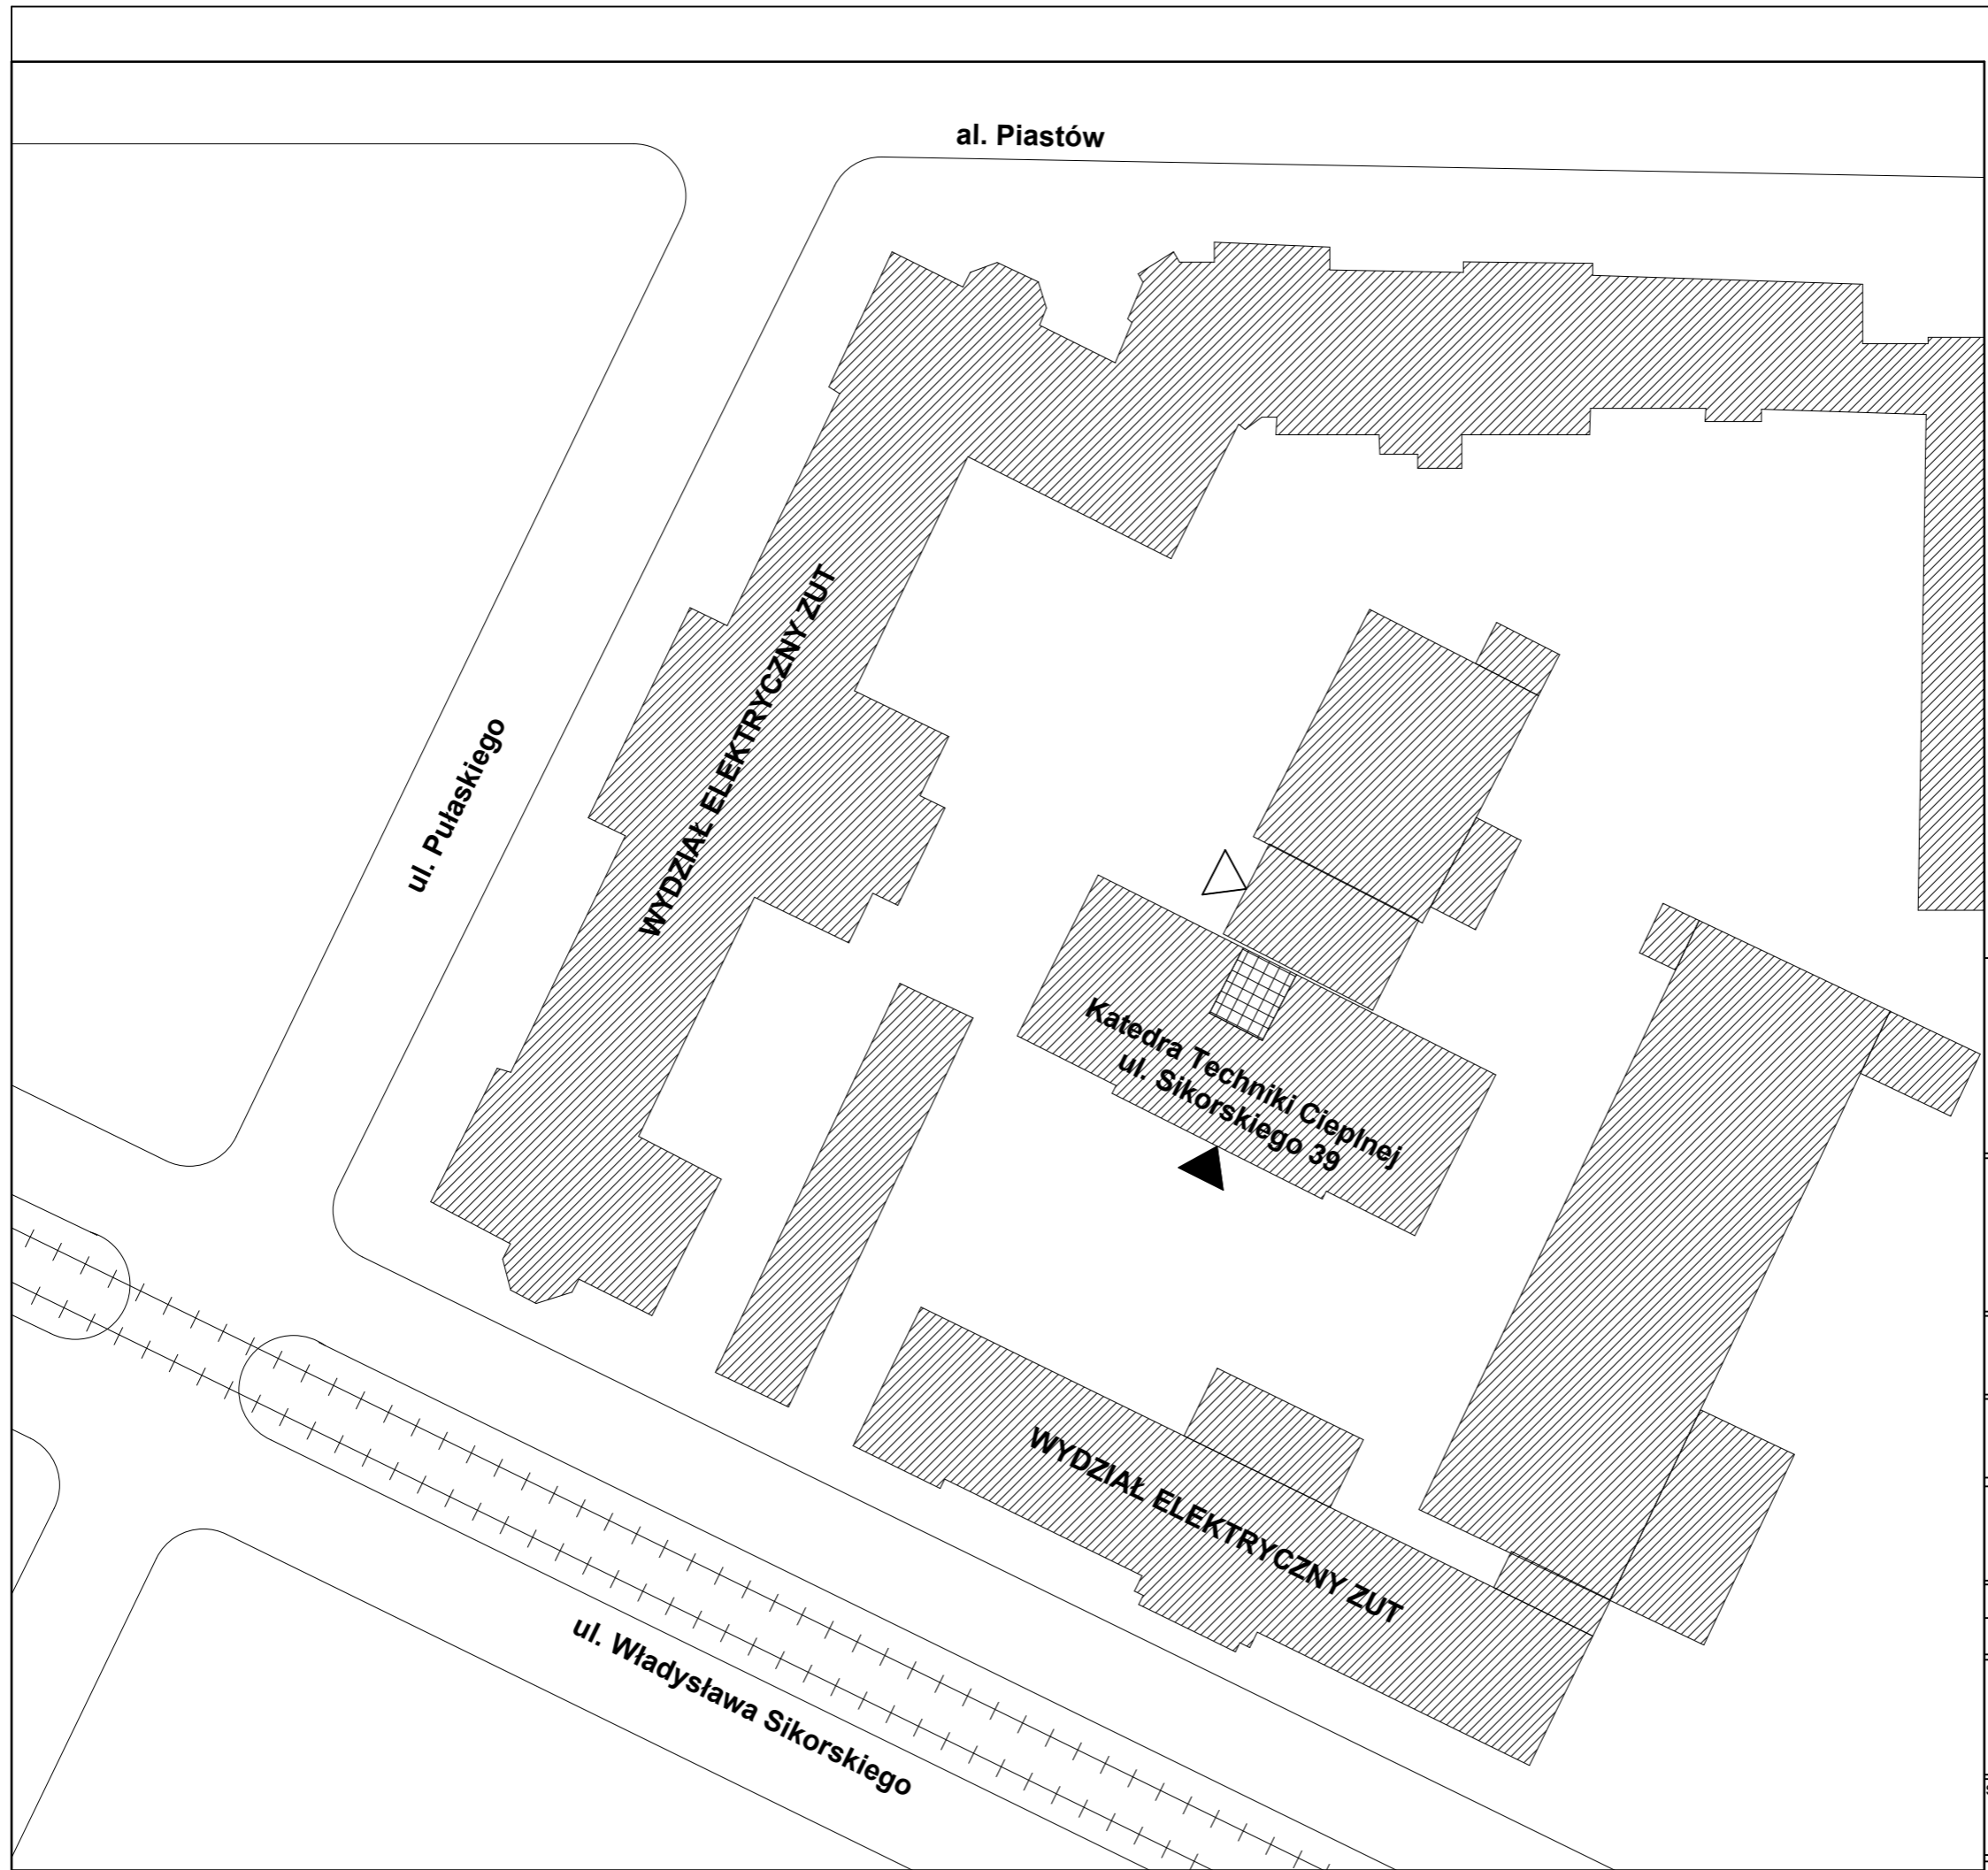 al. Piastów
WYDZIAŁ ELEKTRYCZNY ZUT
ul. Pułaskiego
Katedra Techniki Cieplnej
ul. Sikorskiego 39
WYDZIAŁ ELEKTRYCZNY ZUT
ul. Władysława Sikorskiego